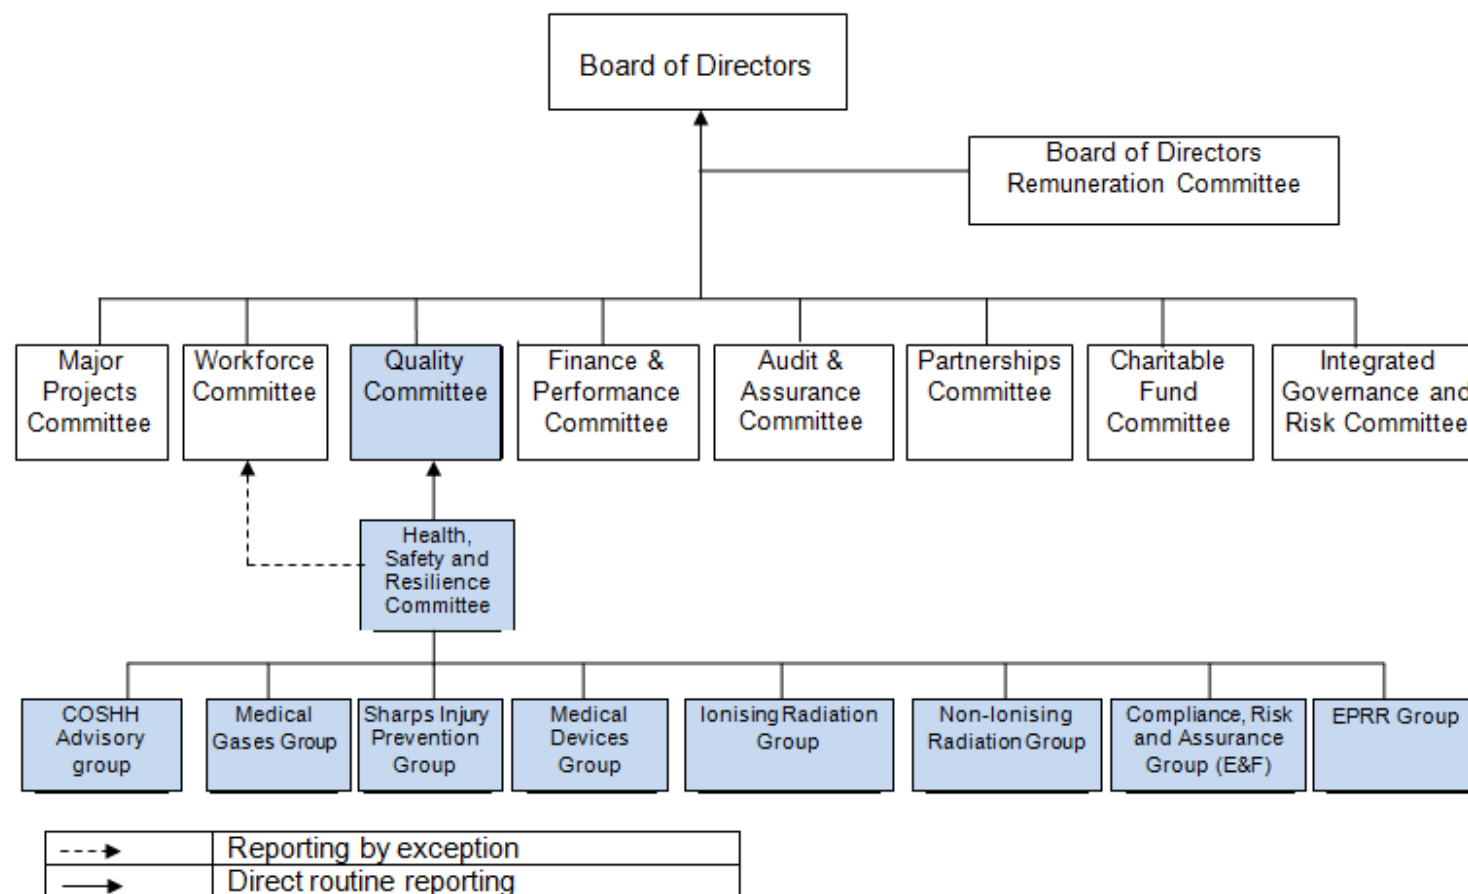 Board of Directors
Board of Directors
Remuneration Committee
Major
Projects
Committee
Workforce
Committee
Quality
Committee
Finance &
Performance
Committee
Audit &
Assurance
Committee
Partnerships
Committee
Charitable
Fund
Committee
Integrated
Governance and
Risk Committee
Health,
Safety and
Resilience
Committee
COSHH
Advisory
group
Medical
Gases Group
Sharps Injury
Prevention
Group
Medical
Devices
Group
Ionising Radiation
Group
Non-Ionising
Radiation Group
Compliance, Risk
and Assurance
Group (E&F)
EPRR Group
Reporting by exception
Direct routine reporting